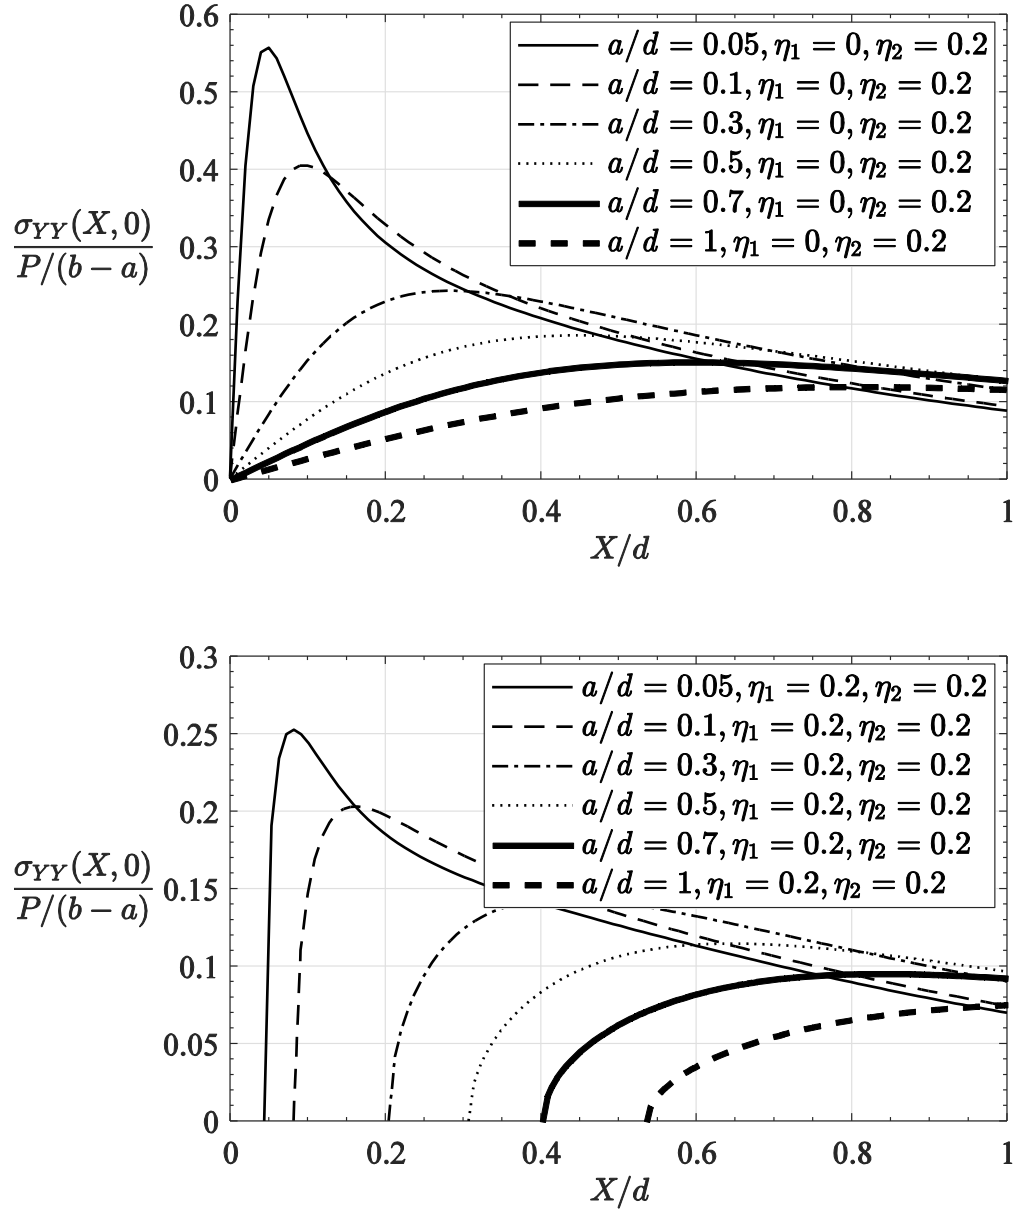 0.6
0.5
0.4
0.3
0.2
0.1
0
σYY(X, 0)
P/(b − a)
a/d = 0.05, η1 = 0, η2 = 0.2
a/d = 0.1, η1 = 0, η2 = 0.2
a/d = 0.3, η1 = 0, η2 = 0.2
a/d = 0.5, η1 = 0, η2 = 0.2
a/d = 0.7, η1 = 0, η2 = 0.2
a/d = 1, η1 = 0, η2 = 0.2
0 0.2 0.4 0.6 0.8 1
X/d
0.3
0.25
0.2
0.15
0.1
0.05
0
σYY(X, 0)
P/(b − a)
a/d = 0.05, η1 = 0.2, η2 = 0.2
a/d = 0.1, η1 = 0.2, η2 = 0.2
a/d = 0.3, η1 = 0.2, η2 = 0.2
a/d = 0.5, η1 = 0.2, η2 = 0.2
a/d = 0.7, η1 = 0.2, η2 = 0.2
a/d = 1, η1 = 0.2, η2 = 0.2
0 0.2 0.4 0.6 0.8 1
X/d